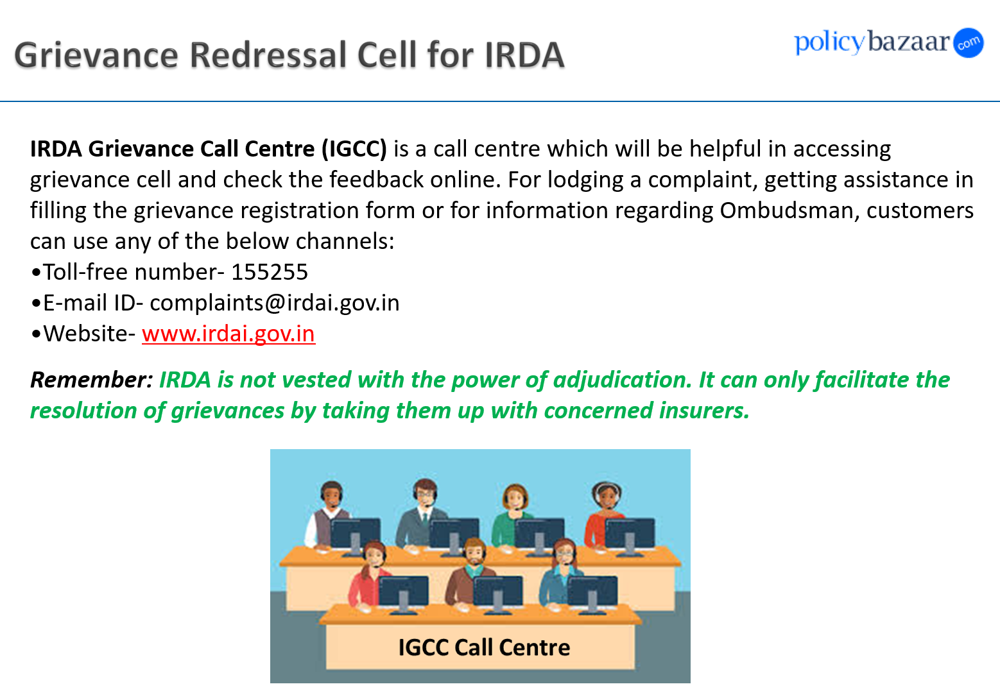 Grievance Redressal Cell for IRDA
policybazaar com
IRDA Grievance Call Centre (IGCC) is a call centre which will be helpful in accessing
grievance cell and check the feedback online. For lodging a complaint, getting assistance in
filling the grievance registration form or for information regarding Ombudsman, customers
can use any of the below channels:
•Toll-free number- 155255
•E-mail ID- complaints@irdai.gov.in
•Website- www.irdai.gov.in
Remember: IRDA is not vested with the power of adjudication. It can only facilitate the
resolution of grievances by taking them up with concerned insurers.
IGCC Call Centre